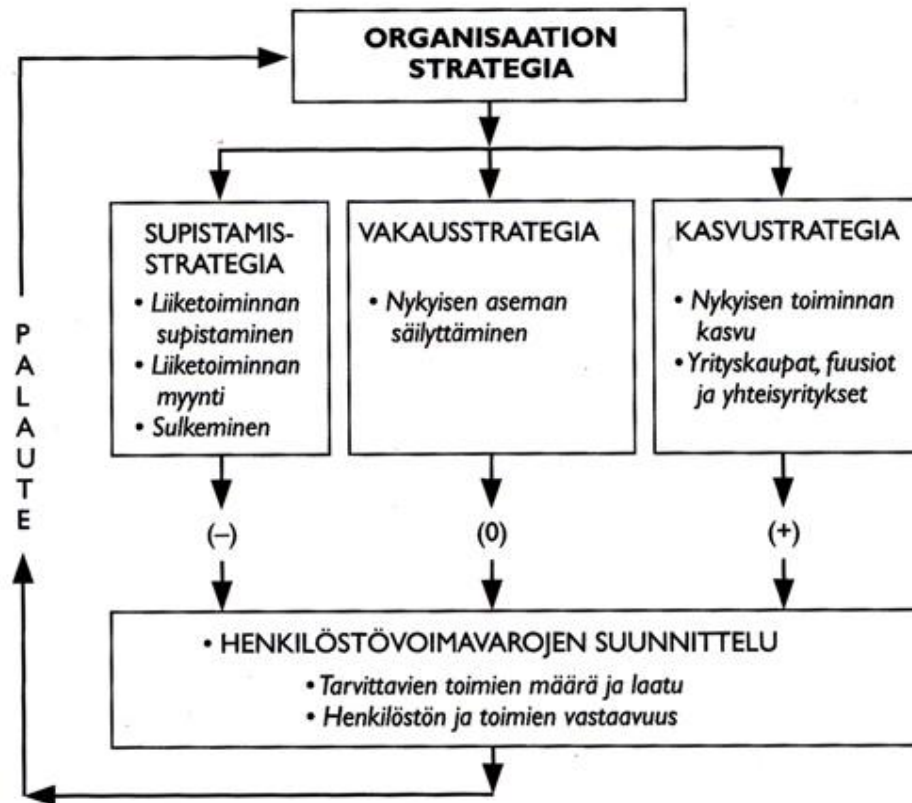 ORGANISAATION
STRATEGIA
SUPISTAMIS-
STRATEGIA
• Liiketoiminnan
supistaminen
• Liiketoiminnan
myynti
• Sulkeminen
VAKAUSSTRATEGIA
• Nykyisen aseman
säilyttäminen
KASVUSTRATEGIA
• Nykyisen toiminnan
kasvu
• Yrityskaupat, fuusiot
ja yhteisyritykset
PALAUTE
(–)
(0)
(+)
• HENKILÖSTÖVOIMAVAROJEN SUUNNITTELU
• Tarvittavien toimien määrä ja laatu
• Henkilöstön ja toimien vastaavuus